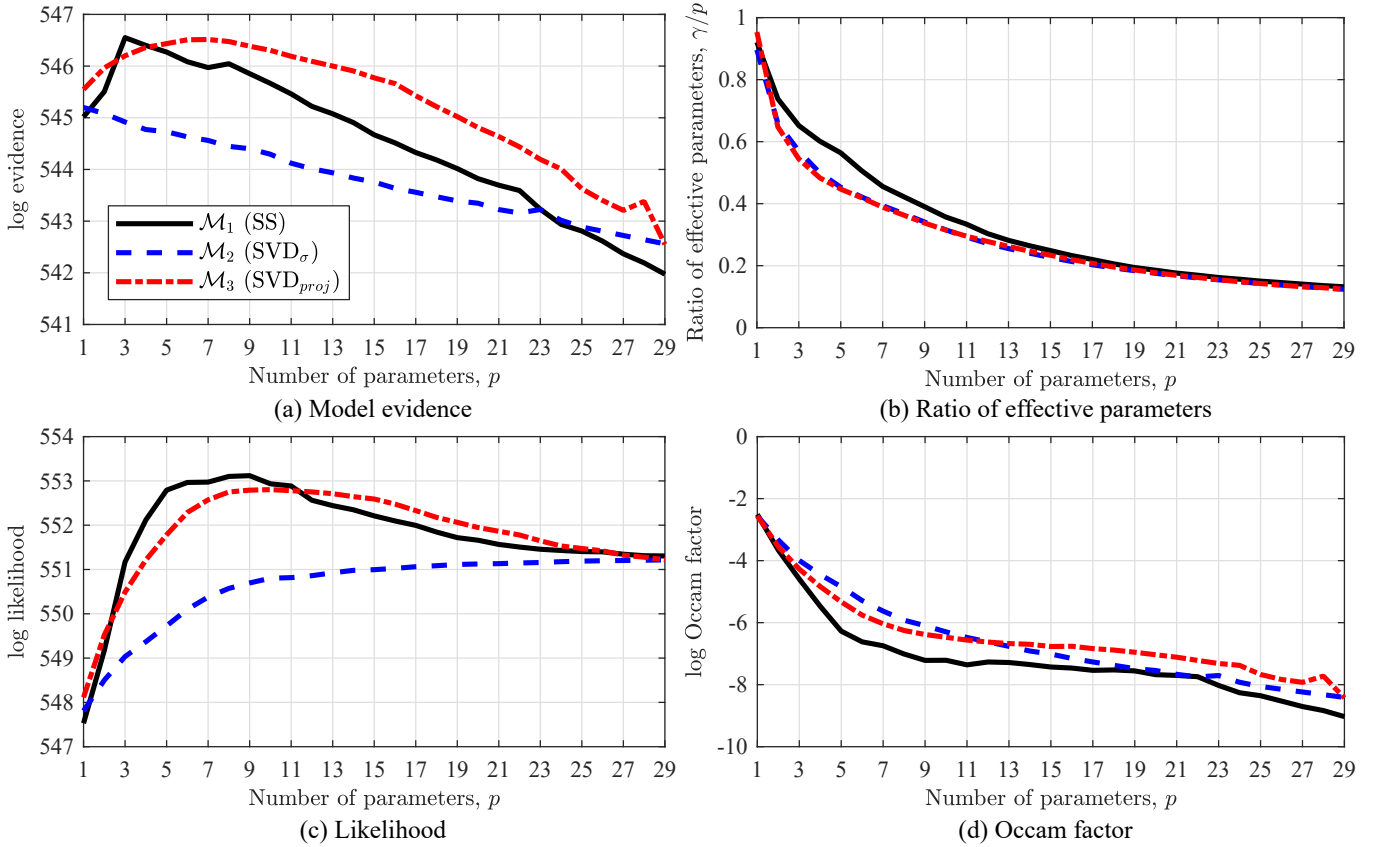 547
546
545
544
543
542
541
log evidence
M₁ (SS)
M₂ (SVDσ)
M₃ (SVDproj)
1 3 5 7 9 11 13 15 17 19 21 23 25 27 29
Number of parameters, p
(a) Model evidence
1
0.8
0.6
0.4
0.2
0
Ratio of effective parameters, γ/p
1 3 5 7 9 11 13 15 17 19 21 23 25 27 29
Number of parameters, p
(b) Ratio of effective parameters
554
553
552
551
550
549
548
547
log likelihood
1 3 5 7 9 11 13 15 17 19 21 23 25 27 29
Number of parameters, p
(c) Likelihood
0
-2
-4
-6
-8
-10
log Occam factor
1 3 5 7 9 11 13 15 17 19 21 23 25 27 29
Number of parameters, p
(d) Occam factor